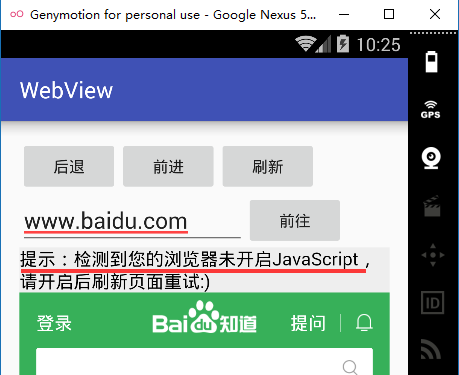 Genymotion for personal use - Google Nexus 5...
10:25
WebView
后退 前进 刷新
www.baidu.com 前往
提示：检测到您的浏览器未开启JavaScript，
请开启后刷新页面重试:)
登录 Bai du 知道 提问
GPS
ID